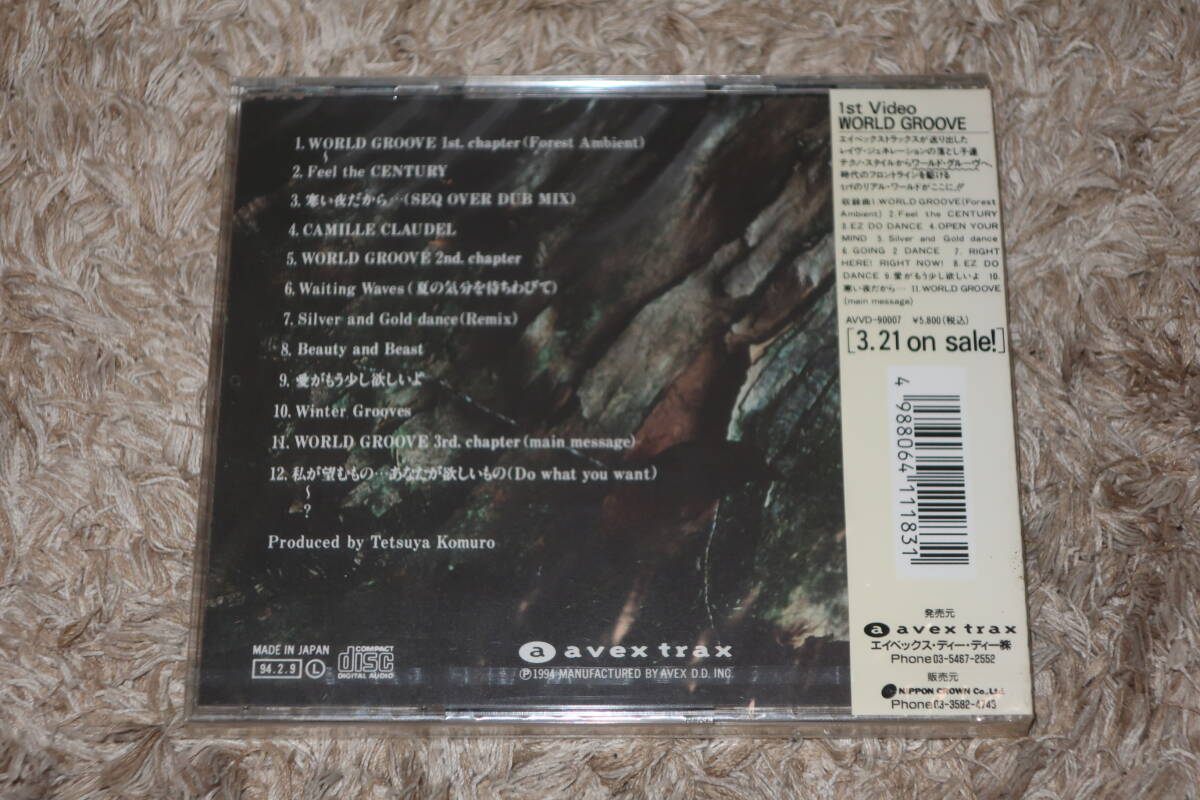 1. WORLD GROOVE 1st. chapter(Forest Ambient)
〜
2. Feel the CENTURY
3. 寒い夜だから…(SEQ OVER DUB MIX)
4. CAMILLE CLAUDEL
5. WORLD GROOVE 2nd. chapter
6. Waiting Waves(夏の気分を待ちわびて)
7. Silver and Gold dance(Remix)
8. Beauty and Beast
9. 愛がもう少し欲しいよ
10. Winter Grooves
11. WORLD GROOVE 3rd. chapter(main message)
12. 私が望むもの…あなたが欲しいもの(Do what you want)
〜
?
Produced by Tetsuya Komuro
MADE IN JAPAN
94.2.9 L
COMPACT
disc
DIGITAL AUDIO
a avex trax
Ⓟ1994 MANUFACTURED BY AVEX D.D. INC.
1st Video
WORLD GROOVE
エイベックストラックスが送り出した
レイヴ・ジェネレーションの落とし子達
テクノ・スタイルからワールド・グルーヴへ、
時代のフロントラインを駆ける
trfのリアル・ワールドがここに、!!
収録曲1.WORLD GROOVE(Forest
Ambient) 2.Feel the CENTURY
3.EZ DO DANCE 4.OPEN YOUR
MIND 5.Silver and Gold dance
6.GOING 2 DANCE 7.RIGHT
HERE! RIGHT NOW! 8.EZ DO
DANCE 9.愛がもう少し欲しいよ 10.
寒い夜だから… 11.WORLD GROOVE
(main message)
AVVD-90007 ¥5,800(税込)
[3.21 on sale!]
4 988064 111831
発売元
a avex trax
エイベックス・ディー・ディー株
Phone 03-5467-2552
販売元
NIPPON CROWN Co.,Ltd.
Phone 03-3582-4743